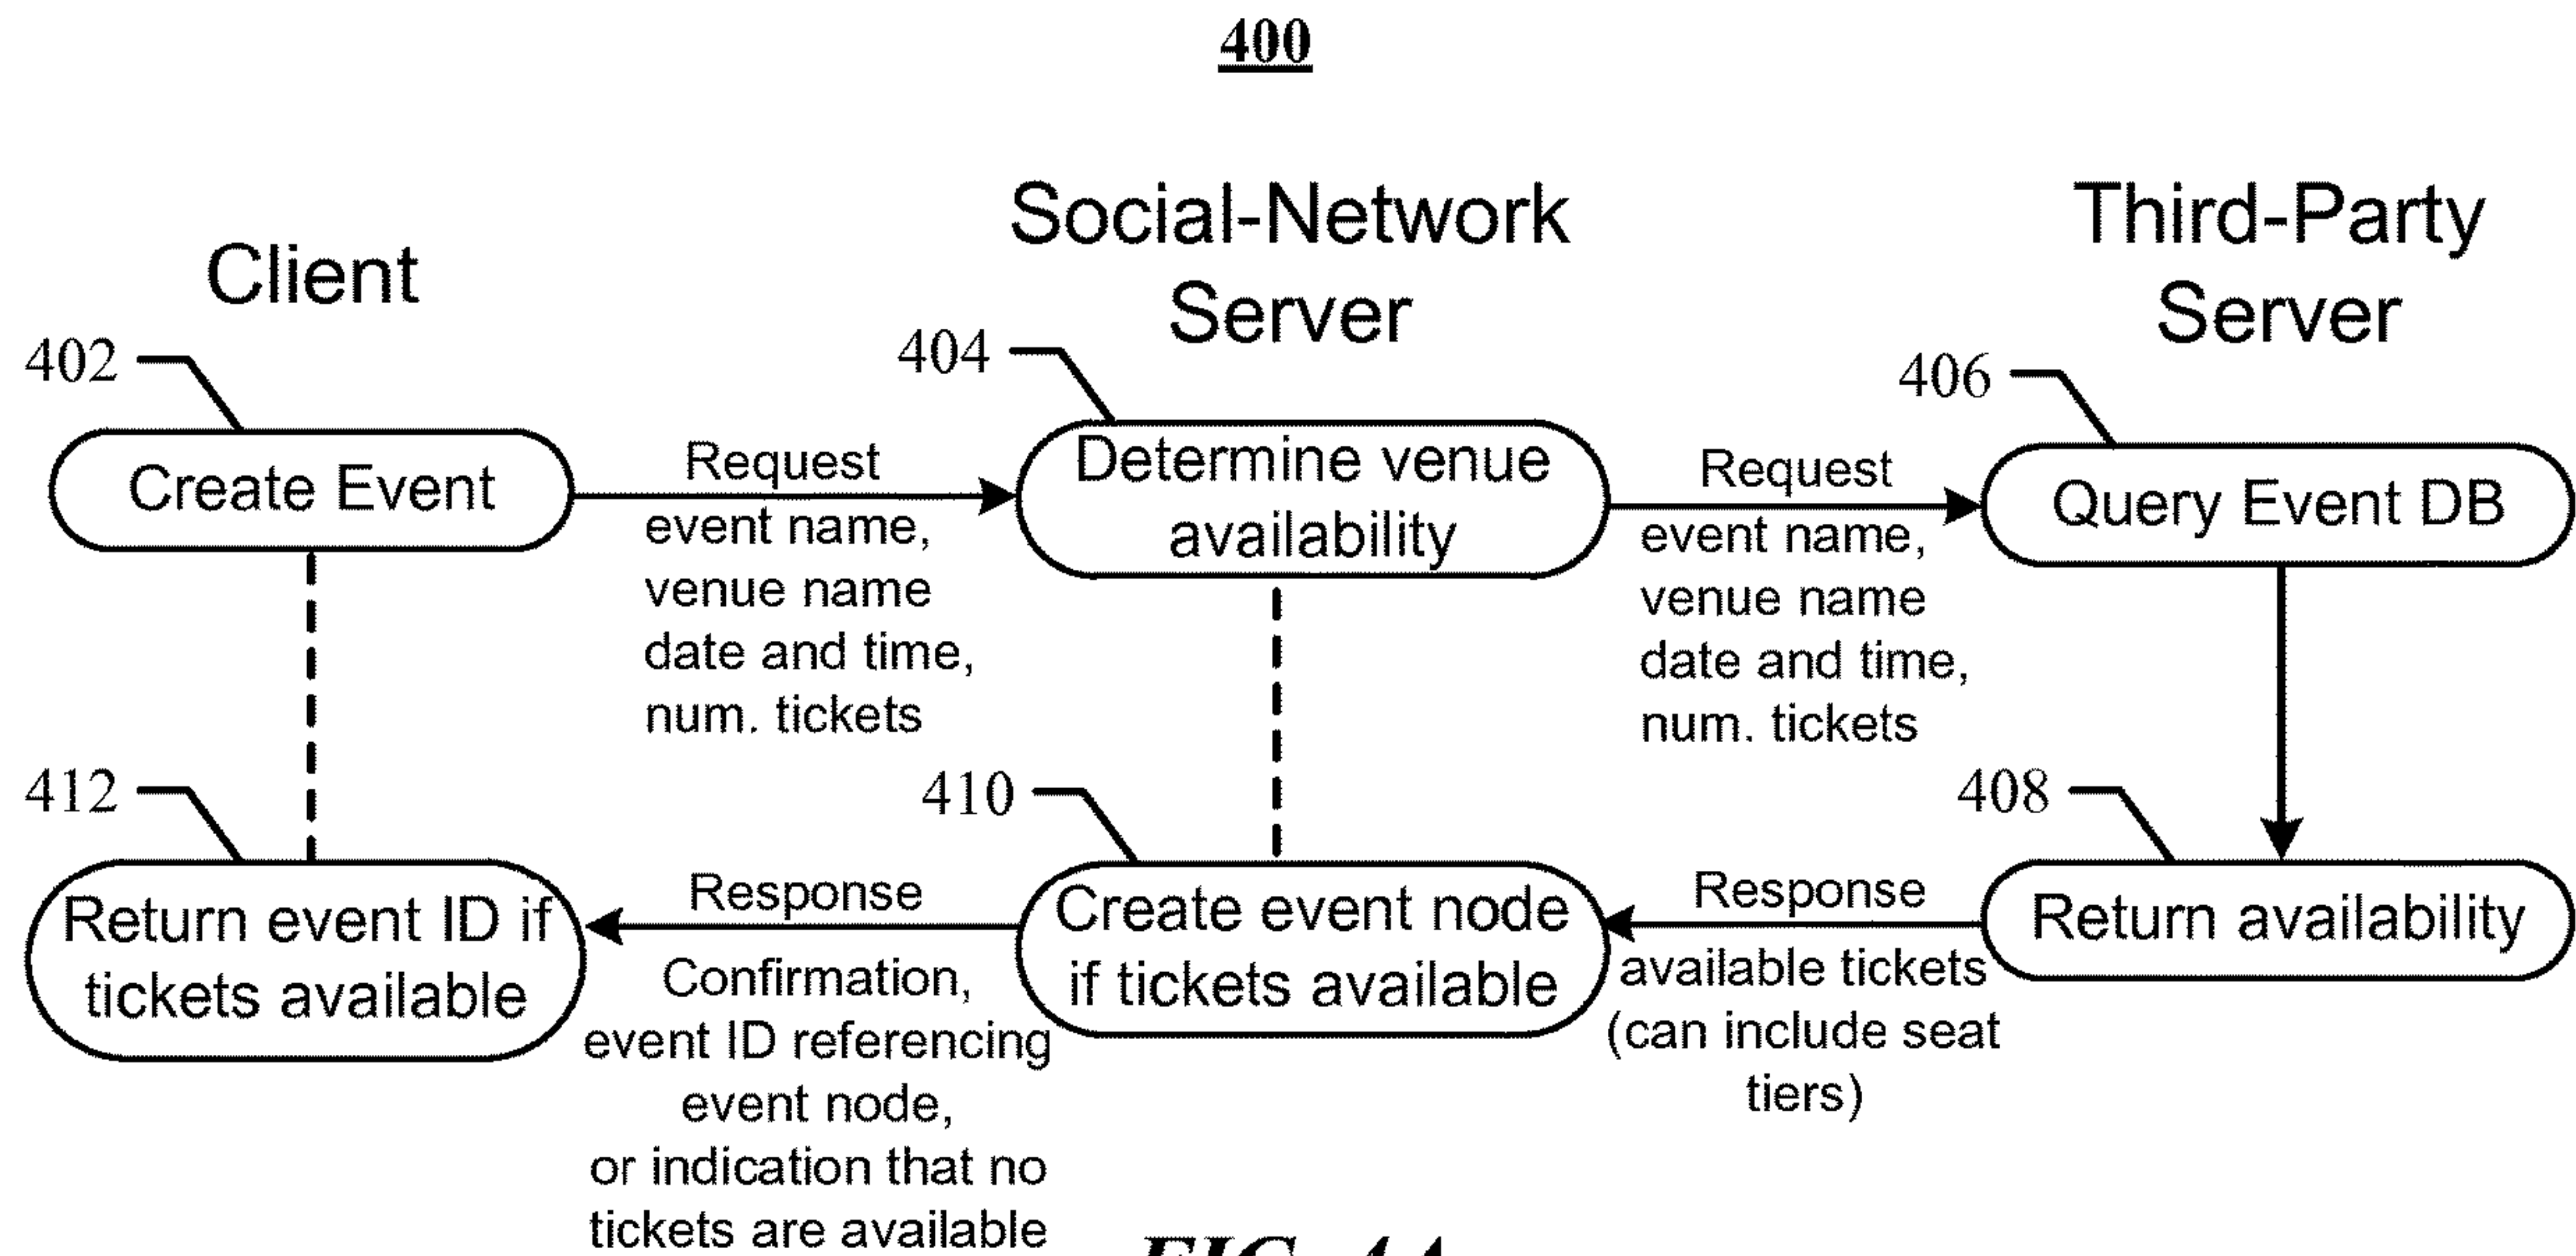 400
Client
Social-Network
Server
Third-Party
Server
402
404
406
Create Event
Request
event name,
venue name
date and time,
num. tickets
Determine venue
availability
Request
event name,
venue name
date and time,
num. tickets
Query Event DB
412
410
408
Return event ID if
tickets available
Response
Confirmation,
event ID referencing
event node,
or indication that no
tickets are available
Create event node
if tickets available
Response
available tickets
(can include seat
tiers)
Return availability
FIG. 4A